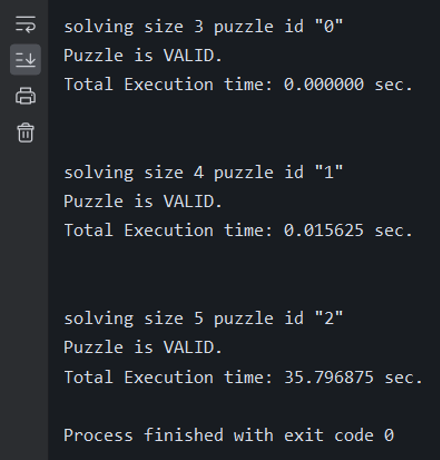 solving size 3 puzzle id "0"
Puzzle is VALID.
Total Execution time: 0.000000 sec.
solving size 4 puzzle id "1"
Puzzle is VALID.
Total Execution time: 0.015625 sec.
solving size 5 puzzle id "2"
Puzzle is VALID.
Total Execution time: 35.796875 sec.
Process finished with exit code 0